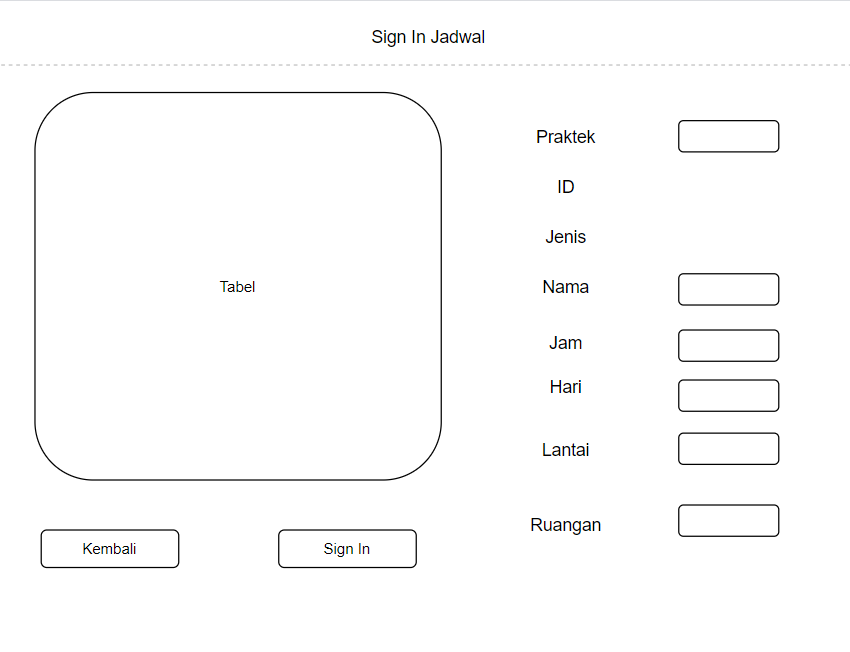 Sign In Jadwal
Tabel
Kembali
Sign In
Praktek
ID
Jenis
Nama
Jam
Hari
Lantai
Ruangan